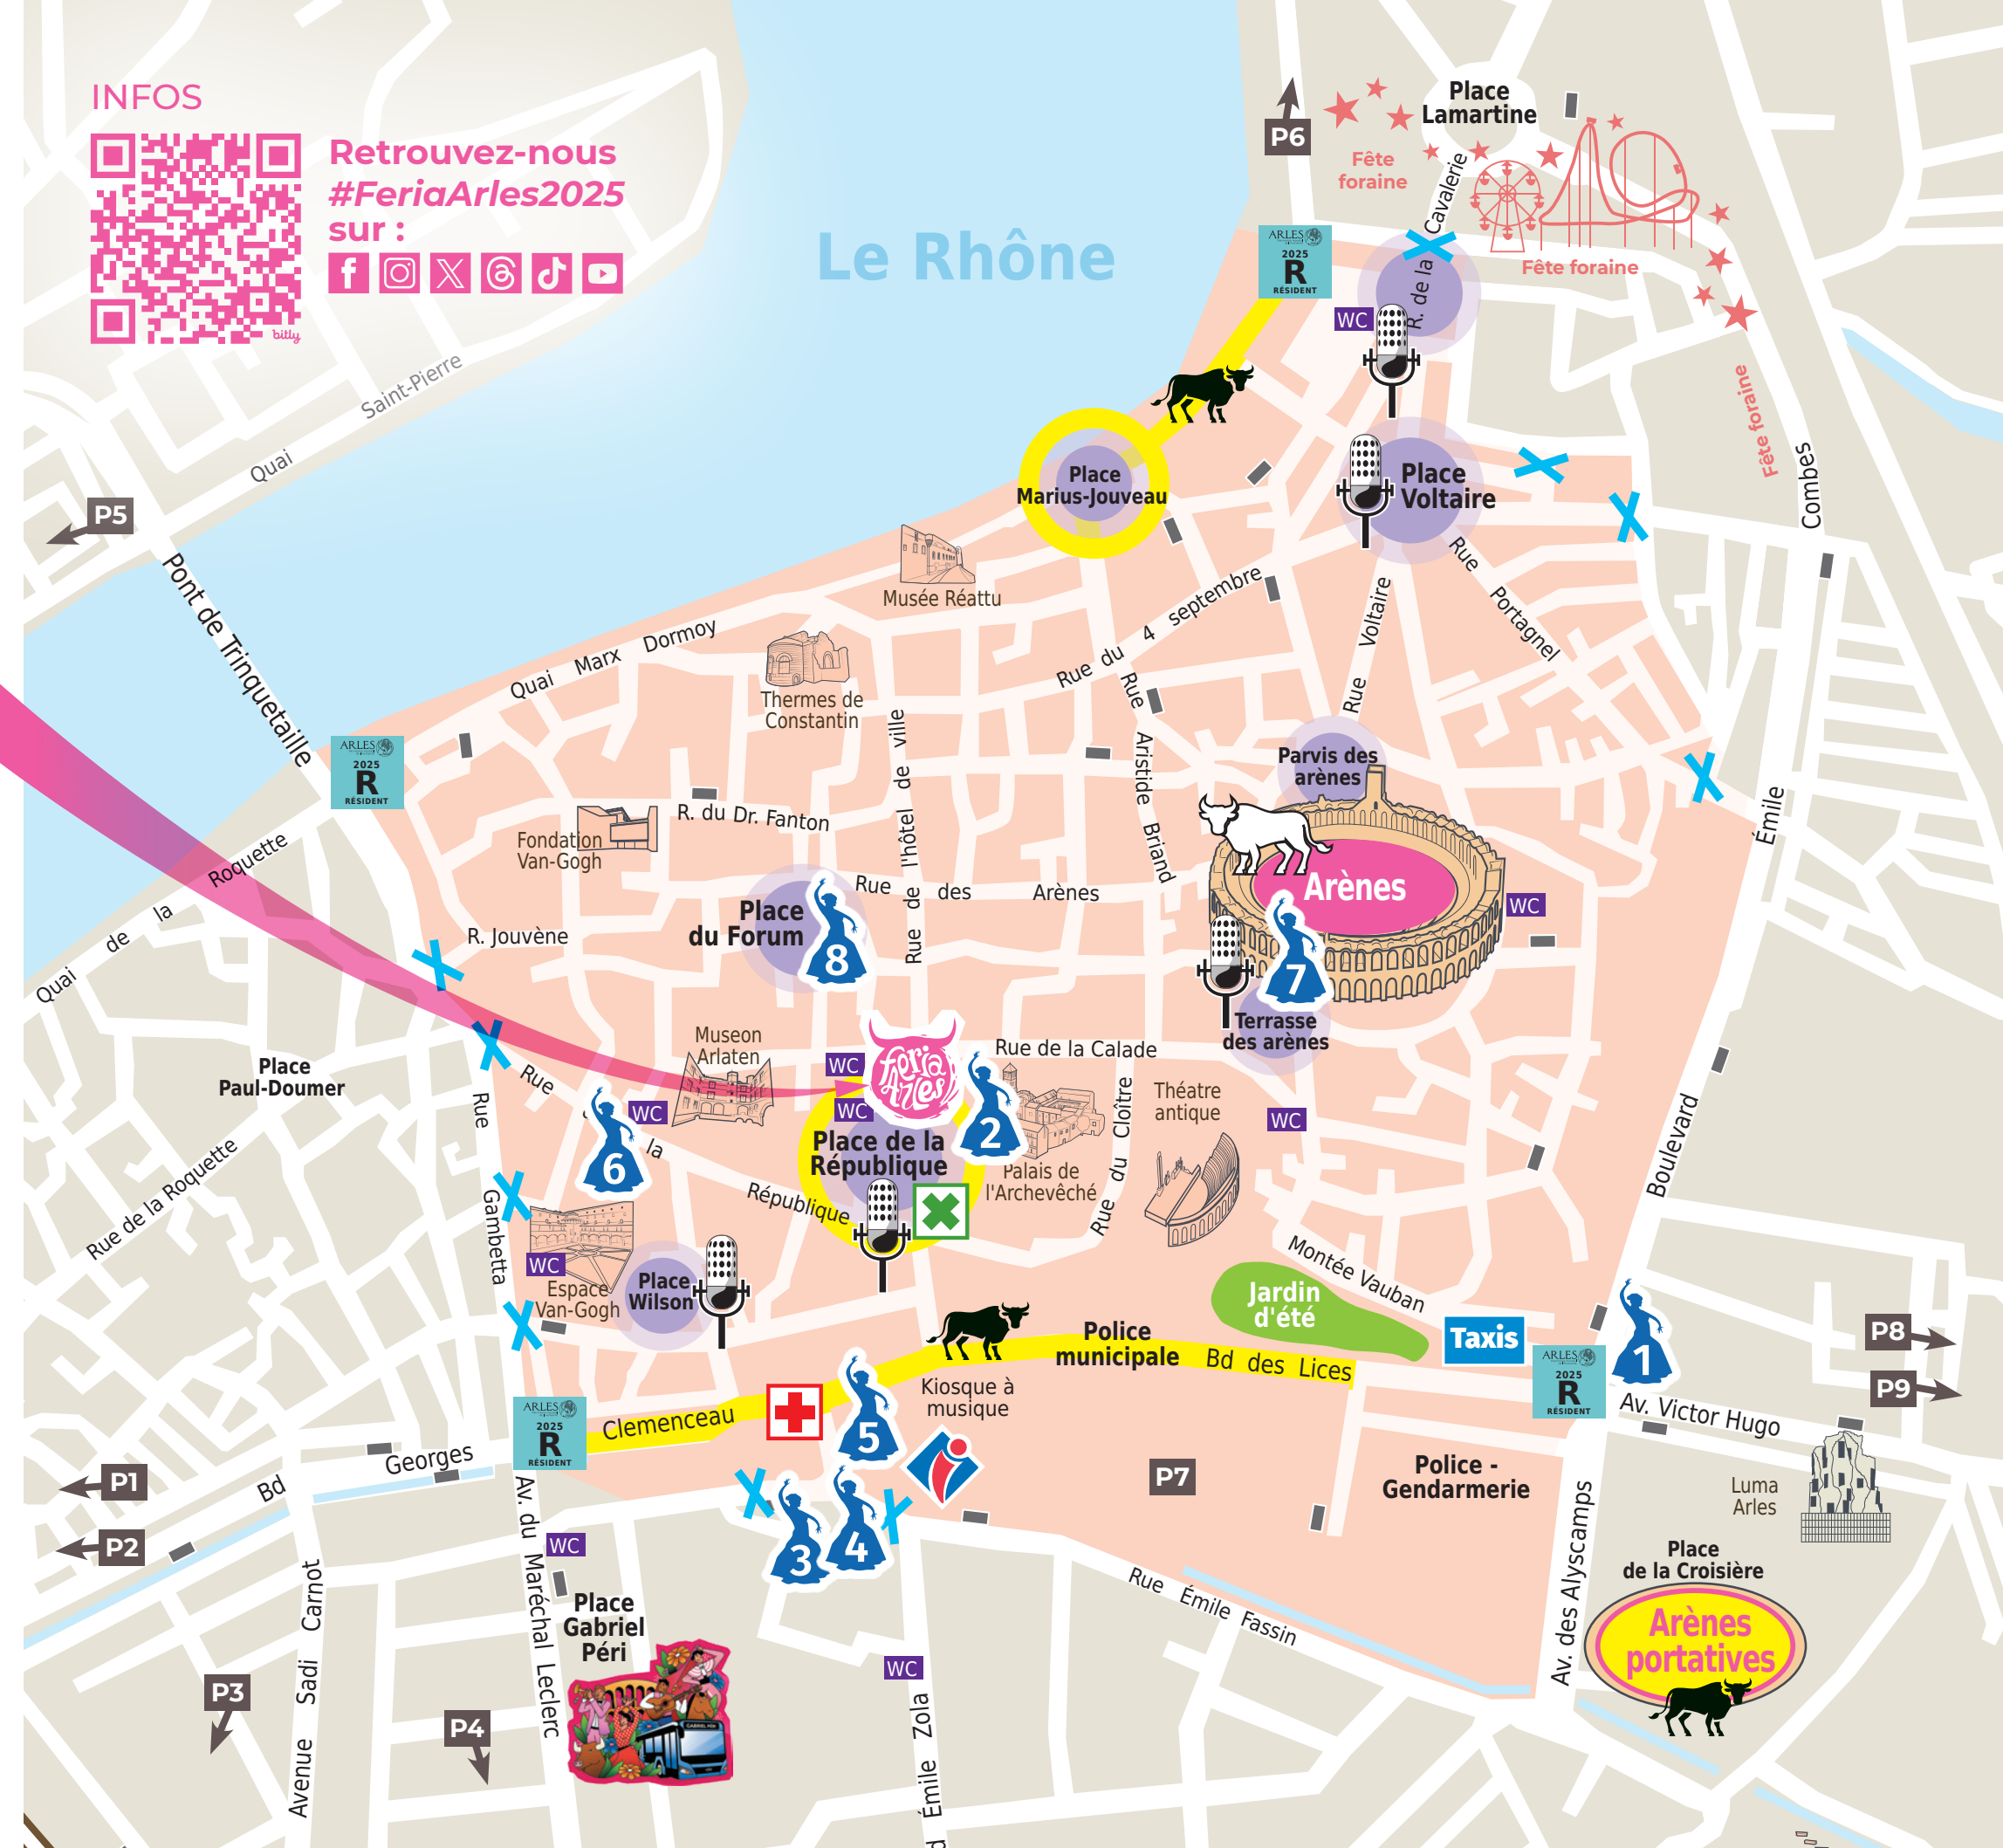 INFOS
Retrouvez-nous
#FeriaArles2025
sur :
bitly
Le Rhône
P6
Place
Lamartine
Fête
foraine
Fête foraine
Fête foraine
R. de la Cavalerie
ARLES
2025
R
RÉSIDENT
WC
Quai Saint-Pierre
P5
Pont de Trinquetaille
Place
Marius-Jouveau
Place
Voltaire
Combes
Musée Réattu
Rue Portagnel
Rue du 4 septembre
Rue Voltaire
Quai Marx Dormoy
Thermes de
Constantin
Rue Aristide Briand
Rue de l'hôtel de ville
ARLES
2025
R
RÉSIDENT
Parvis des
arènes
Émile
R. du Dr. Fanton
Fondation
Van-Gogh
Quai de la Roquette
Arènes
WC
Rue des Arènes
Place
du Forum
8
R. Jouvène
7
Terrasse
des arènes
Museon
Arlaten
WC
Feria
Arles
Rue de la Calade
Place
Paul-Doumer
WC
2
Rue
la
République
WC
6
Place de la
République
Palais de
l'Archevêché
Rue du Cloître
Théatre
antique
WC
Boulevard
Rue de la Roquette
Rue Gambetta
WC
Espace
Van-Gogh
Place
Wilson
Montée Vauban
Jardin
d'été
Taxis
1
P8
P9
Police
municipale
Bd des Lices
ARLES
2025
R
RÉSIDENT
Av. Victor Hugo
Kiosque à
musique
5
Clemenceau
ARLES
2025
R
RÉSIDENT
Georges
Bd
P1
P2
P7
Police -
Gendarmerie
Luma
Arles
3
4
WC
Av. du Maréchal Leclerc
Place
Gabriel
Péri
GABRIEL PÉRI
Avenue Sadi Carnot
P3
P4
WC
Émile Zola
Rue Émile Fassin
Av. des Alyscamps
Place
de la Croisière
Arènes
portatives